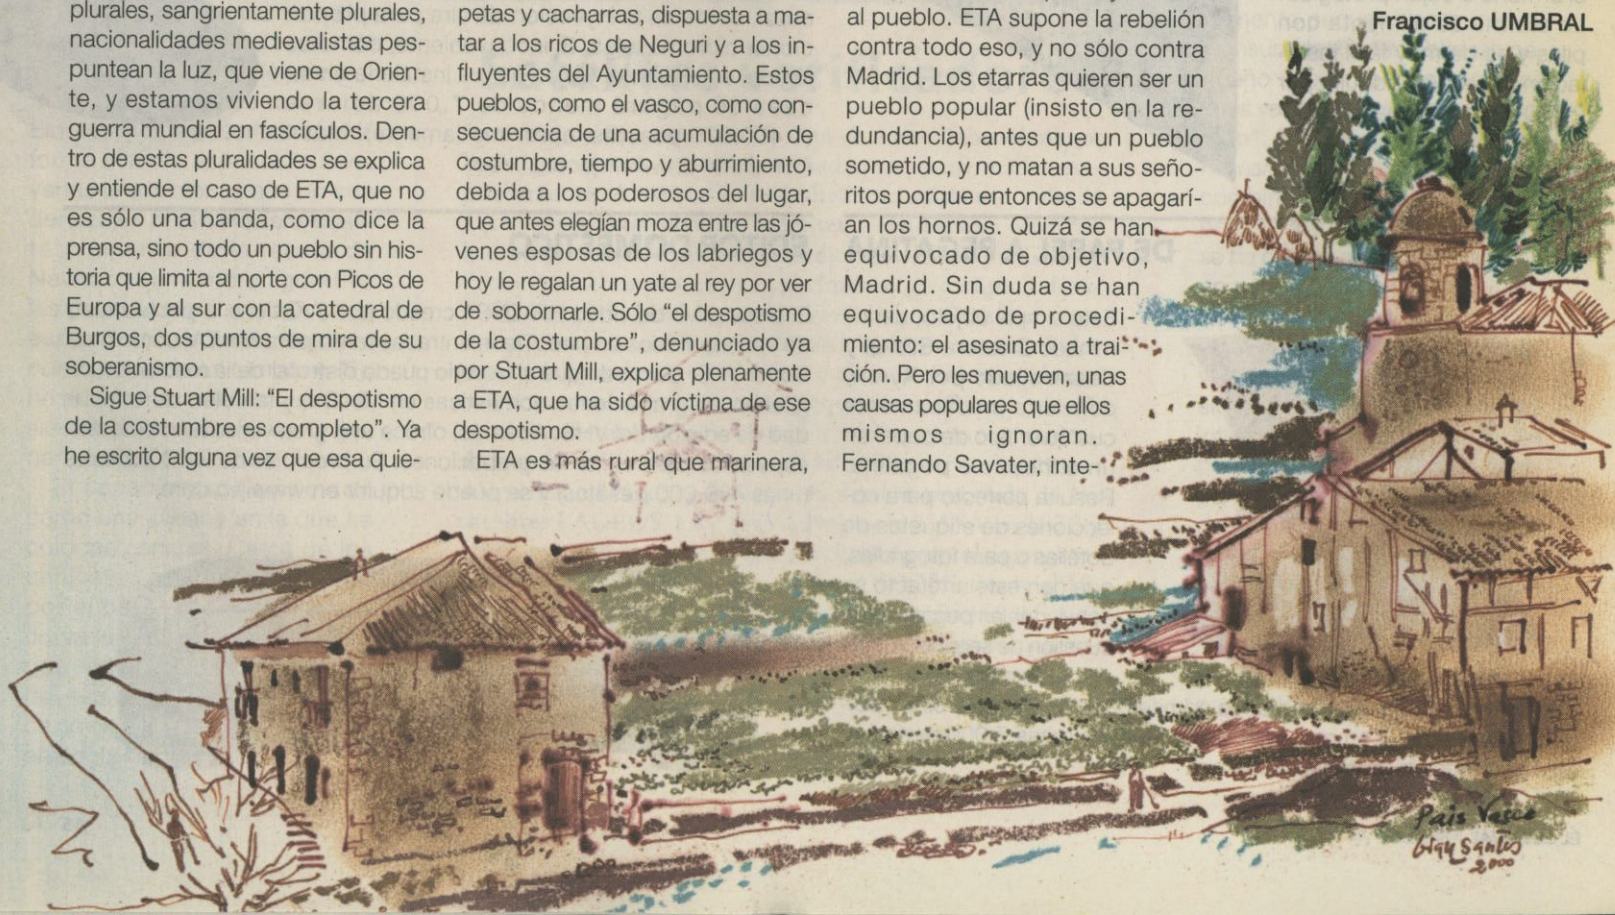 plurales, sangrientamente plurales,
nacionalidades medievalistas pes-
puntean la luz, que viene de Orien-
te, y estamos viviendo la tercera
guerra mundial en fascículos. Den-
tro de estas pluralidades se explica
y entiende el caso de ETA, que no
es sólo una banda, como dice la
prensa, sino todo un pueblo sin his-
toria que limita al norte con Picos de
Europa y al sur con la catedral de
Burgos, dos puntos de mira de su
soberanismo.
Sigue Stuart Mill: “El despotismo
de la costumbre es completo”. Ya
he escrito alguna vez que esa quie-
petas y cacharras, dispuesta a ma-
tar a los ricos de Neguri y a los in-
fluyentes del Ayuntamiento. Estos
pueblos, como el vasco, como con-
secuencia de una acumulación de
costumbre, tiempo y aburrimiento,
debida a los poderosos del lugar,
que antes elegían moza entre las jó-
venes esposas de los labriegos y
hoy le regalan un yate al rey por ver
de sobornarle. Sólo “el despotismo
de la costumbre”, denunciado ya
por Stuart Mill, explica plenamente
a ETA, que ha sido víctima de ese
despotismo.
ETA es más rural que marinera,
al pueblo. ETA supone la rebelión
contra todo eso, y no sólo contra
Madrid. Los etarras quieren ser un
pueblo popular (insisto en la re-
dundancia), antes que un pueblo
sometido, y no matan a sus seño-
ritos porque entonces se apagarí-
an los hornos. Quizá se han
equivocado de objetivo,
Madrid. Sin duda se han
equivocado de procedi-
miento: el asesinato a trai-
ción. Pero les mueven, unas
causas populares que ellos
mismos ignoran.
Fernando Savater, inte-
Francisco UMBRAL
País Vasco
2000